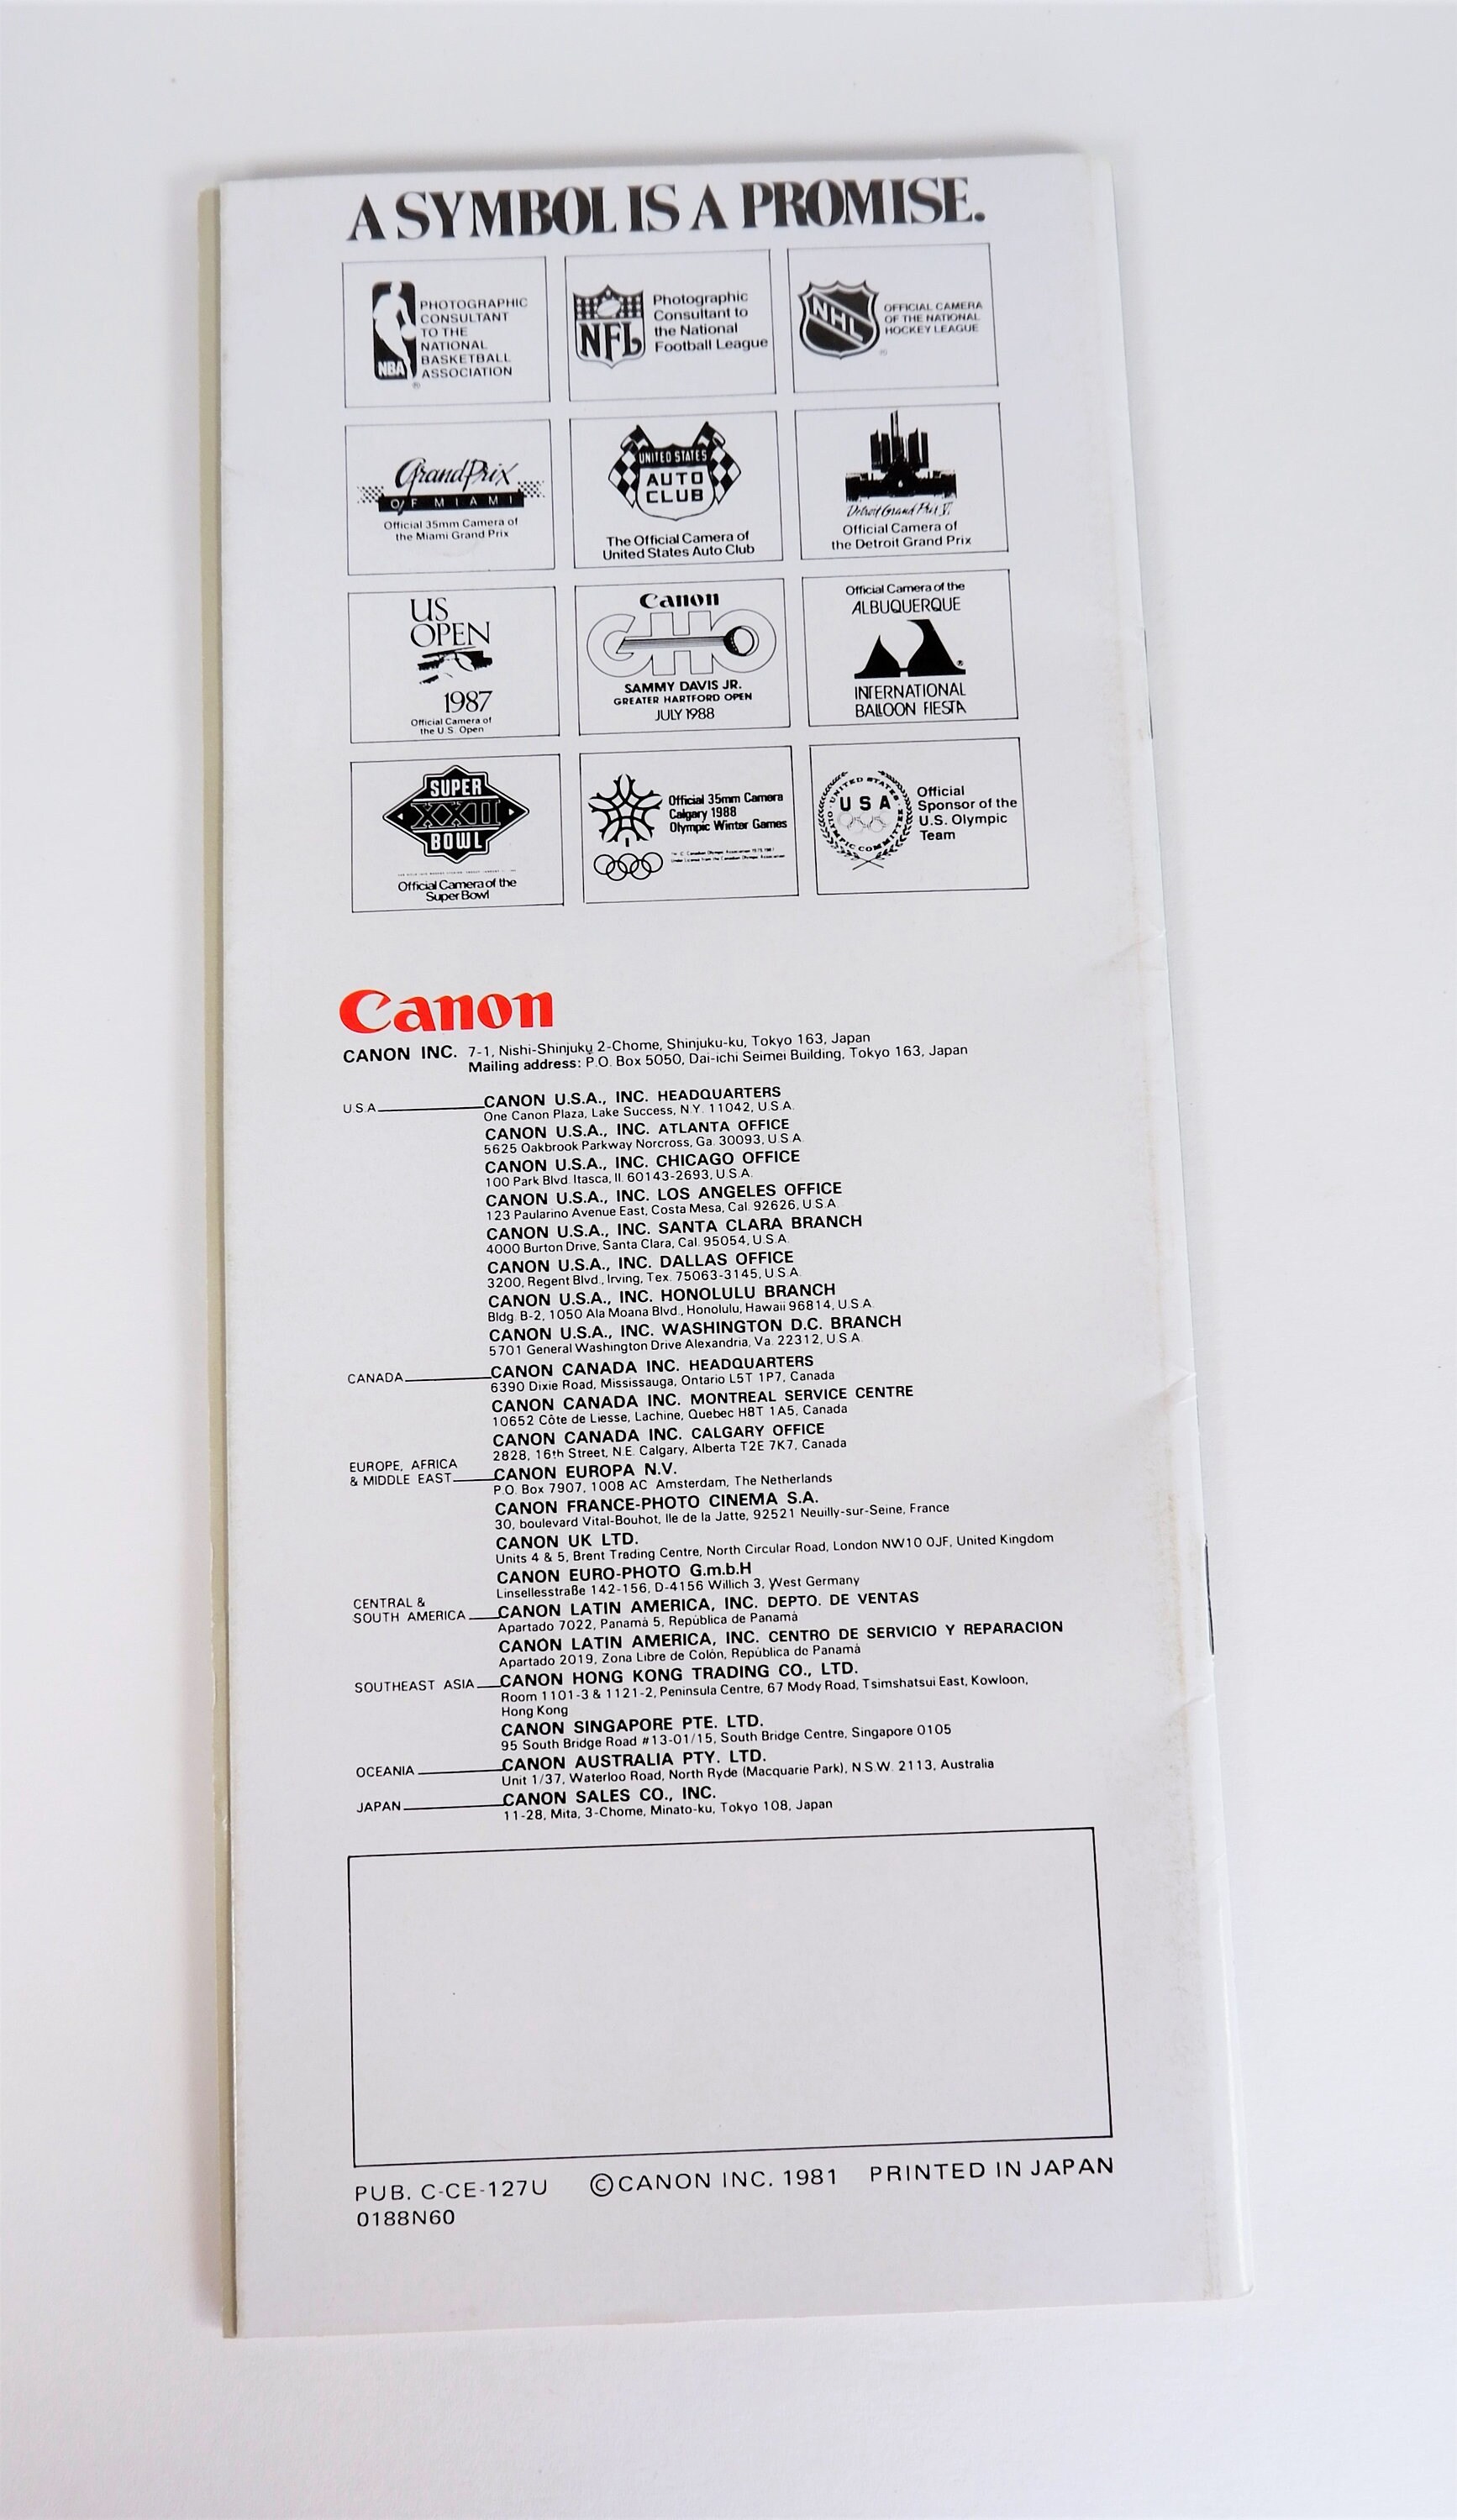 A SYMBOL IS A PROMISE.
NBA
PHOTOGRAPHIC
CONSULTANT
TO THE
NATIONAL
BASKETBALL
ASSOCIATION
NFL
Photographic
Consultant to
the National
Football League
NHL
OFFICIAL CAMERA
OF THE NATIONAL
HOCKEY LEAGUE
Grand Prix
OF MIAMI
Official 35mm Camera of
the Miami Grand Prix
UNITED STATES
AUTO
CLUB
The Official Camera of
United States Auto Club
Detroit Grand Prix V
Official Camera of
the Detroit Grand Prix
US
OPEN
1987
Official Camera of
the U.S. Open
Canon
GHO
SAMMY DAVIS JR.
GREATER HARTFORD OPEN
JULY 1988
Official Camera of the
ALBUQUERQUE
INTERNATIONAL
BALLOON FIESTA
SUPER
XXII
BOWL
Official Camera of the
Super Bowl
Official 35mm Camera
Calgary 1988
Olympic Winter Games
UNITED STATES
USA
OLYMPIC COMMITTEE
Official
Sponsor of the
U.S. Olympic
Team
Canon
CANON INC. 7-1, Nishi-Shinjuku 2-Chome, Shinjuku-ku, Tokyo 163, Japan
Mailing address: P.O. Box 5050, Dai-ichi Seimei Building, Tokyo 163, Japan
U.S.A. CANON U.S.A., INC. HEADQUARTERS
One Canon Plaza, Lake Success, N.Y. 11042, U.S.A.
CANON U.S.A., INC. ATLANTA OFFICE
5625 Oakbrook Parkway Norcross, Ga. 30093, U.S.A.
CANON U.S.A., INC. CHICAGO OFFICE
100 Park Blvd. Itasca, Il. 60143-2693, U.S.A.
CANON U.S.A., INC. LOS ANGELES OFFICE
123 Paularino Avenue East, Costa Mesa, Cal. 92626, U.S.A.
CANON U.S.A., INC. SANTA CLARA BRANCH
4000 Burton Drive, Santa Clara, Cal. 95054, U.S.A.
CANON U.S.A., INC. DALLAS OFFICE
3200, Regent Blvd., Irving, Tex. 75063-3145, U.S.A.
CANON U.S.A., INC. HONOLULU BRANCH
Bldg. B-2, 1050 Ala Moana Blvd., Honolulu, Hawaii 96814, U.S.A.
CANON U.S.A., INC. WASHINGTON D.C. BRANCH
5701 General Washington Drive Alexandria, Va. 22312, U.S.A.
CANADA CANON CANADA INC. HEADQUARTERS
6390 Dixie Road, Mississauga, Ontario L5T 1P7, Canada
CANON CANADA INC. MONTREAL SERVICE CENTRE
10652 Côte de Liesse, Lachine, Quebec H8T 1A5, Canada
CANON CANADA INC. CALGARY OFFICE
2828, 16th Street, N.E. Calgary, Alberta T2E 7K7, Canada
EUROPE, AFRICA
& MIDDLE EAST CANON EUROPA N.V.
P.O. Box 7907, 1008 AC Amsterdam, The Netherlands
CANON FRANCE-PHOTO CINEMA S.A.
30, boulevard Vital-Bouhot, Ile de la Jatte, 92521 Neuilly-sur-Seine, France
CANON UK LTD.
Units 4 & 5, Brent Trading Centre, North Circular Road, London NW10 0JF, United Kingdom
CANON EURO-PHOTO G.m.b.H
Linsellesstraße 142-156, D-4156 Willich 3, West Germany
CENTRAL &
SOUTH AMERICA CANON LATIN AMERICA, INC. DEPTO. DE VENTAS
Apartado 7022, Panamá 5, República de Panamá
CANON LATIN AMERICA, INC. CENTRO DE SERVICIO Y REPARACION
Apartado 2019, Zona Libre de Colón, República de Panamá
SOUTHEAST ASIA CANON HONG KONG TRADING CO., LTD.
Room 1101-3 & 1121-2, Peninsula Centre, 67 Mody Road, Tsimshatsui East, Kowloon,
Hong Kong
CANON SINGAPORE PTE. LTD.
95 South Bridge Road #13-01/15, South Bridge Centre, Singapore 0105
OCEANIA CANON AUSTRALIA PTY. LTD.
Unit 1/37, Waterloo Road, North Ryde (Macquarie Park), N.S.W. 2113, Australia
JAPAN CANON SALES CO., INC.
11-28, Mita, 3-Chome, Minato-ku, Tokyo 108, Japan
PUB. C-CE-127U ©CANON INC. 1981 PRINTED IN JAPAN
0188N60